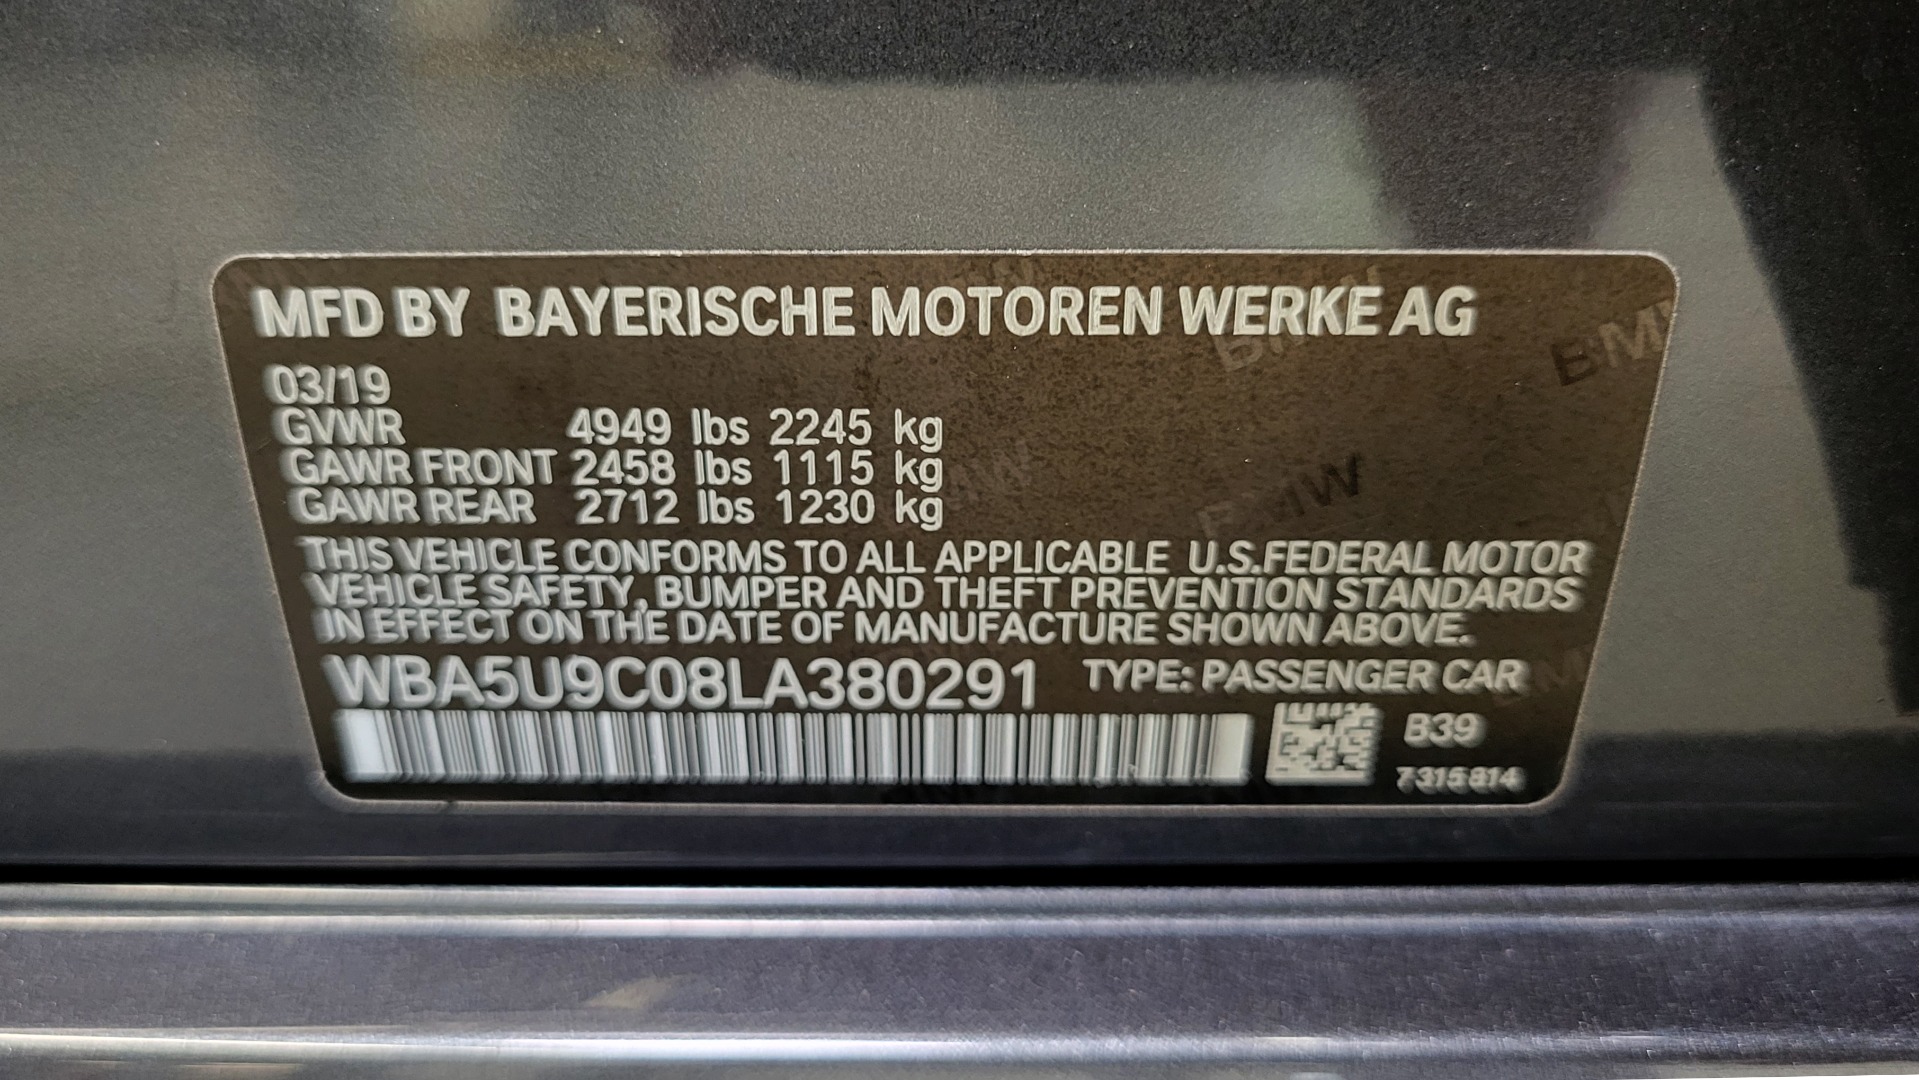 MFD BY BAYERISCHE MOTOREN WERKE AG
03/19
GVWR 4949 lbs 2245 kg
GAWR FRONT 2458 lbs 1115 kg
GAWR REAR 2712 lbs 1230 kg
THIS VEHICLE CONFORMS TO ALL APPLICABLE U.S.FEDERAL MOTOR
VEHICLE SAFETY, BUMPER AND THEFT PREVENTION STANDARDS
IN EFFECT ON THE DATE OF MANUFACTURE SHOWN ABOVE.
WBA5U9C08LA380291 TYPE: PASSENGER CAR
B39
7315814